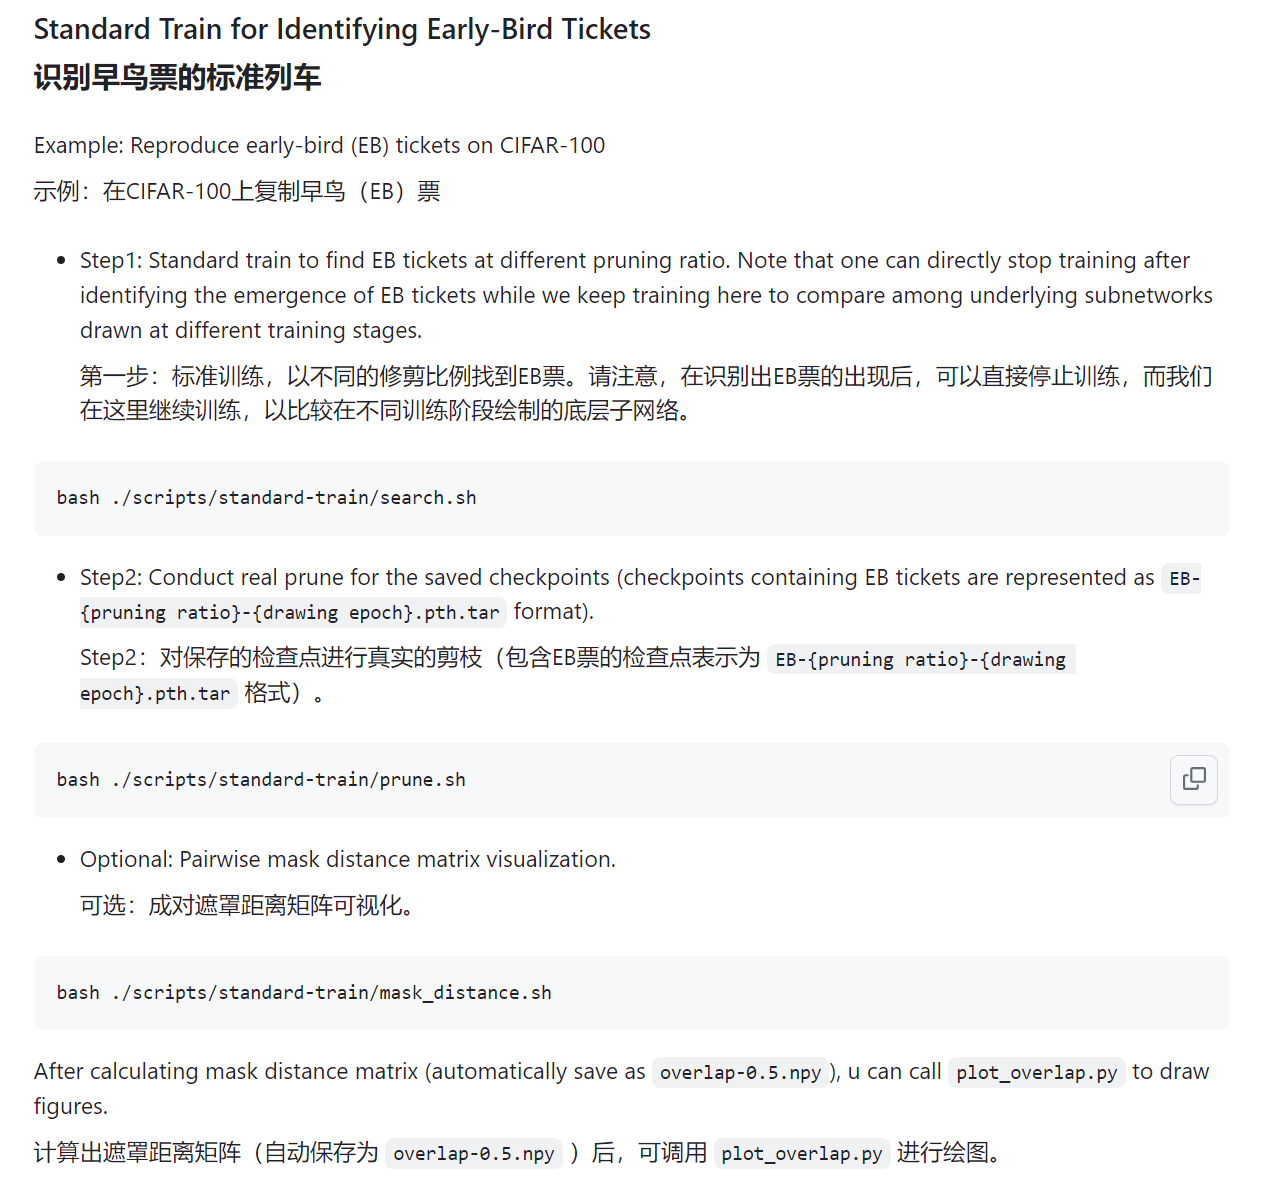 Standard Train for Identifying Early-Bird Tickets
识别早鸟票的标准列车
Example: Reproduce early-bird (EB) tickets on CIFAR-100
示例：在CIFAR-100上复制早鸟（EB）票
Step1: Standard train to find EB tickets at different pruning ratio. Note that one can directly stop training after
identifying the emergence of EB tickets while we keep training here to compare among underlying subnetworks
drawn at different training stages.
第一步：标准训练，以不同的修剪比例找到EB票。请注意，在识别出EB票的出现后，可以直接停止训练，而我们
在这里继续训练，以比较在不同训练阶段绘制的底层子网络。
bash ./scripts/standard-train/search.sh
Step2: Conduct real prune for the saved checkpoints (checkpoints containing EB tickets are represented as EB-
{pruning ratio}-{drawing epoch}.pth.tar format).
Step2：对保存的检查点进行真实的剪枝（包含EB票的检查点表示为 EB-{pruning ratio}-{drawing
epoch}.pth.tar 格式）。
bash ./scripts/standard-train/prune.sh
Optional: Pairwise mask distance matrix visualization.
可选：成对遮罩距离矩阵可视化。
bash ./scripts/standard-train/mask_distance.sh
After calculating mask distance matrix (automatically save as overlap-0.5.npy), u can call plot_overlap.py to draw
figures.
计算出遮罩距离矩阵（自动保存为 overlap-0.5.npy ）后，可调用 plot_overlap.py 进行绘图。